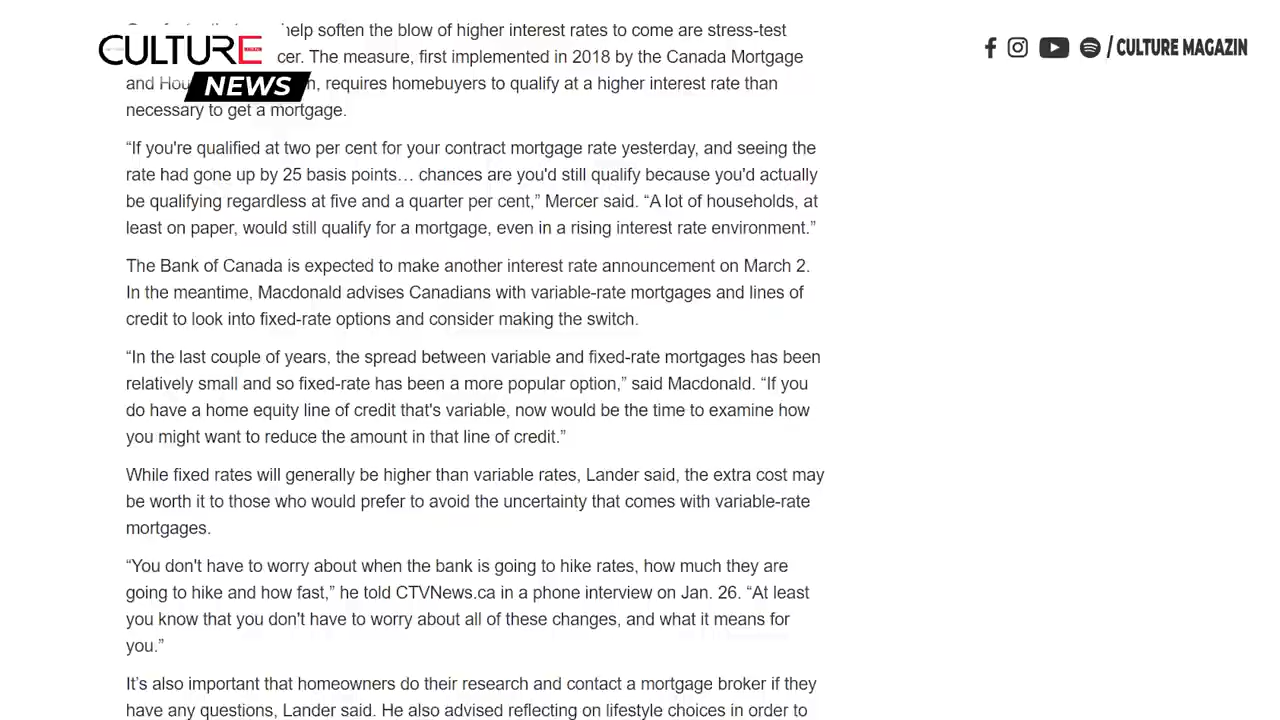 help soften the blow of higher interest rates to come are stress-test
CULTURE
NEWS
/ CULTURE MAGAZIN
cer. The measure, first implemented in 2018 by the Canada Mortgage
and Hou n, requires homebuyers to qualify at a higher interest rate than
necessary to get a mortgage.
“If you're qualified at two per cent for your contract mortgage rate yesterday, and seeing the
rate had gone up by 25 basis points… chances are you'd still qualify because you'd actually
be qualifying regardless at five and a quarter per cent,” Mercer said. “A lot of households, at
least on paper, would still qualify for a mortgage, even in a rising interest rate environment.”
The Bank of Canada is expected to make another interest rate announcement on March 2.
In the meantime, Macdonald advises Canadians with variable-rate mortgages and lines of
credit to look into fixed-rate options and consider making the switch.
“In the last couple of years, the spread between variable and fixed-rate mortgages has been
relatively small and so fixed-rate has been a more popular option,” said Macdonald. “If you
do have a home equity line of credit that's variable, now would be the time to examine how
you might want to reduce the amount in that line of credit.”
While fixed rates will generally be higher than variable rates, Lander said, the extra cost may
be worth it to those who would prefer to avoid the uncertainty that comes with variable-rate
mortgages.
“You don't have to worry about when the bank is going to hike rates, how much they are
going to hike and how fast,” he told CTVNews.ca in a phone interview on Jan. 26. “At least
you know that you don't have to worry about all of these changes, and what it means for
you.”
It’s also important that homeowners do their research and contact a mortgage broker if they
have any questions, Lander said. He also advised reflecting on lifestyle choices in order to